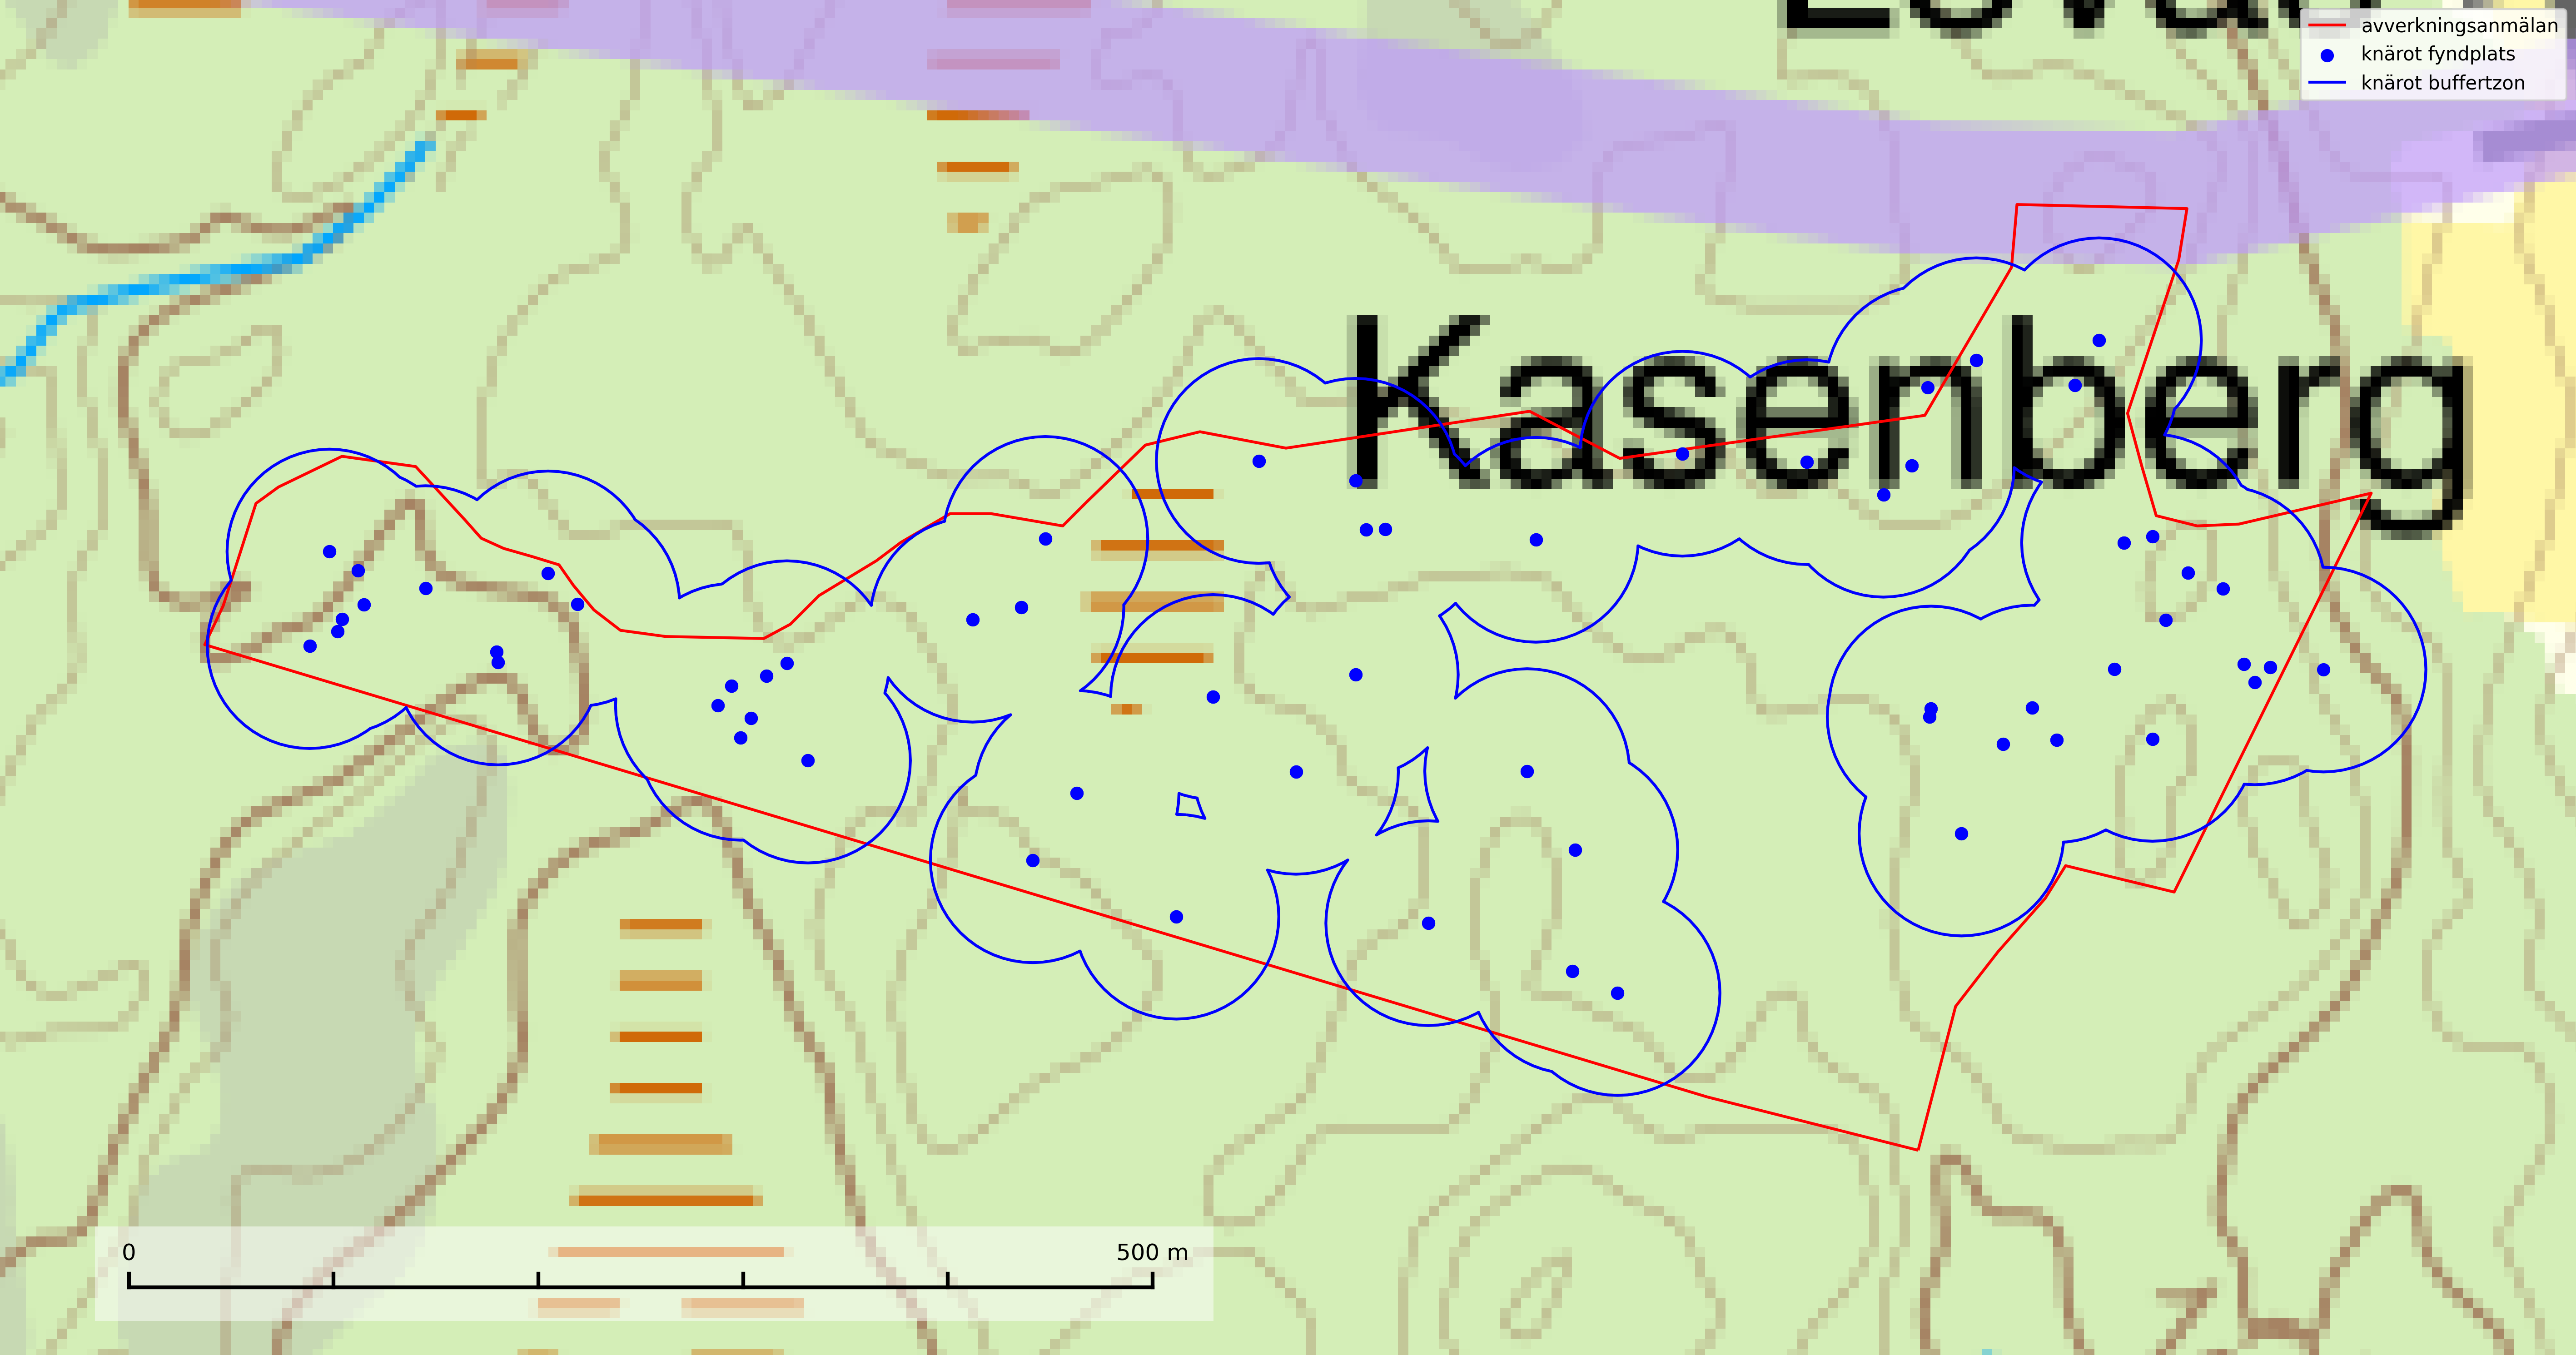 avverkningsanmälan
knärot fyndplats
knärot buffertzon
Kasenberg
0 500 m